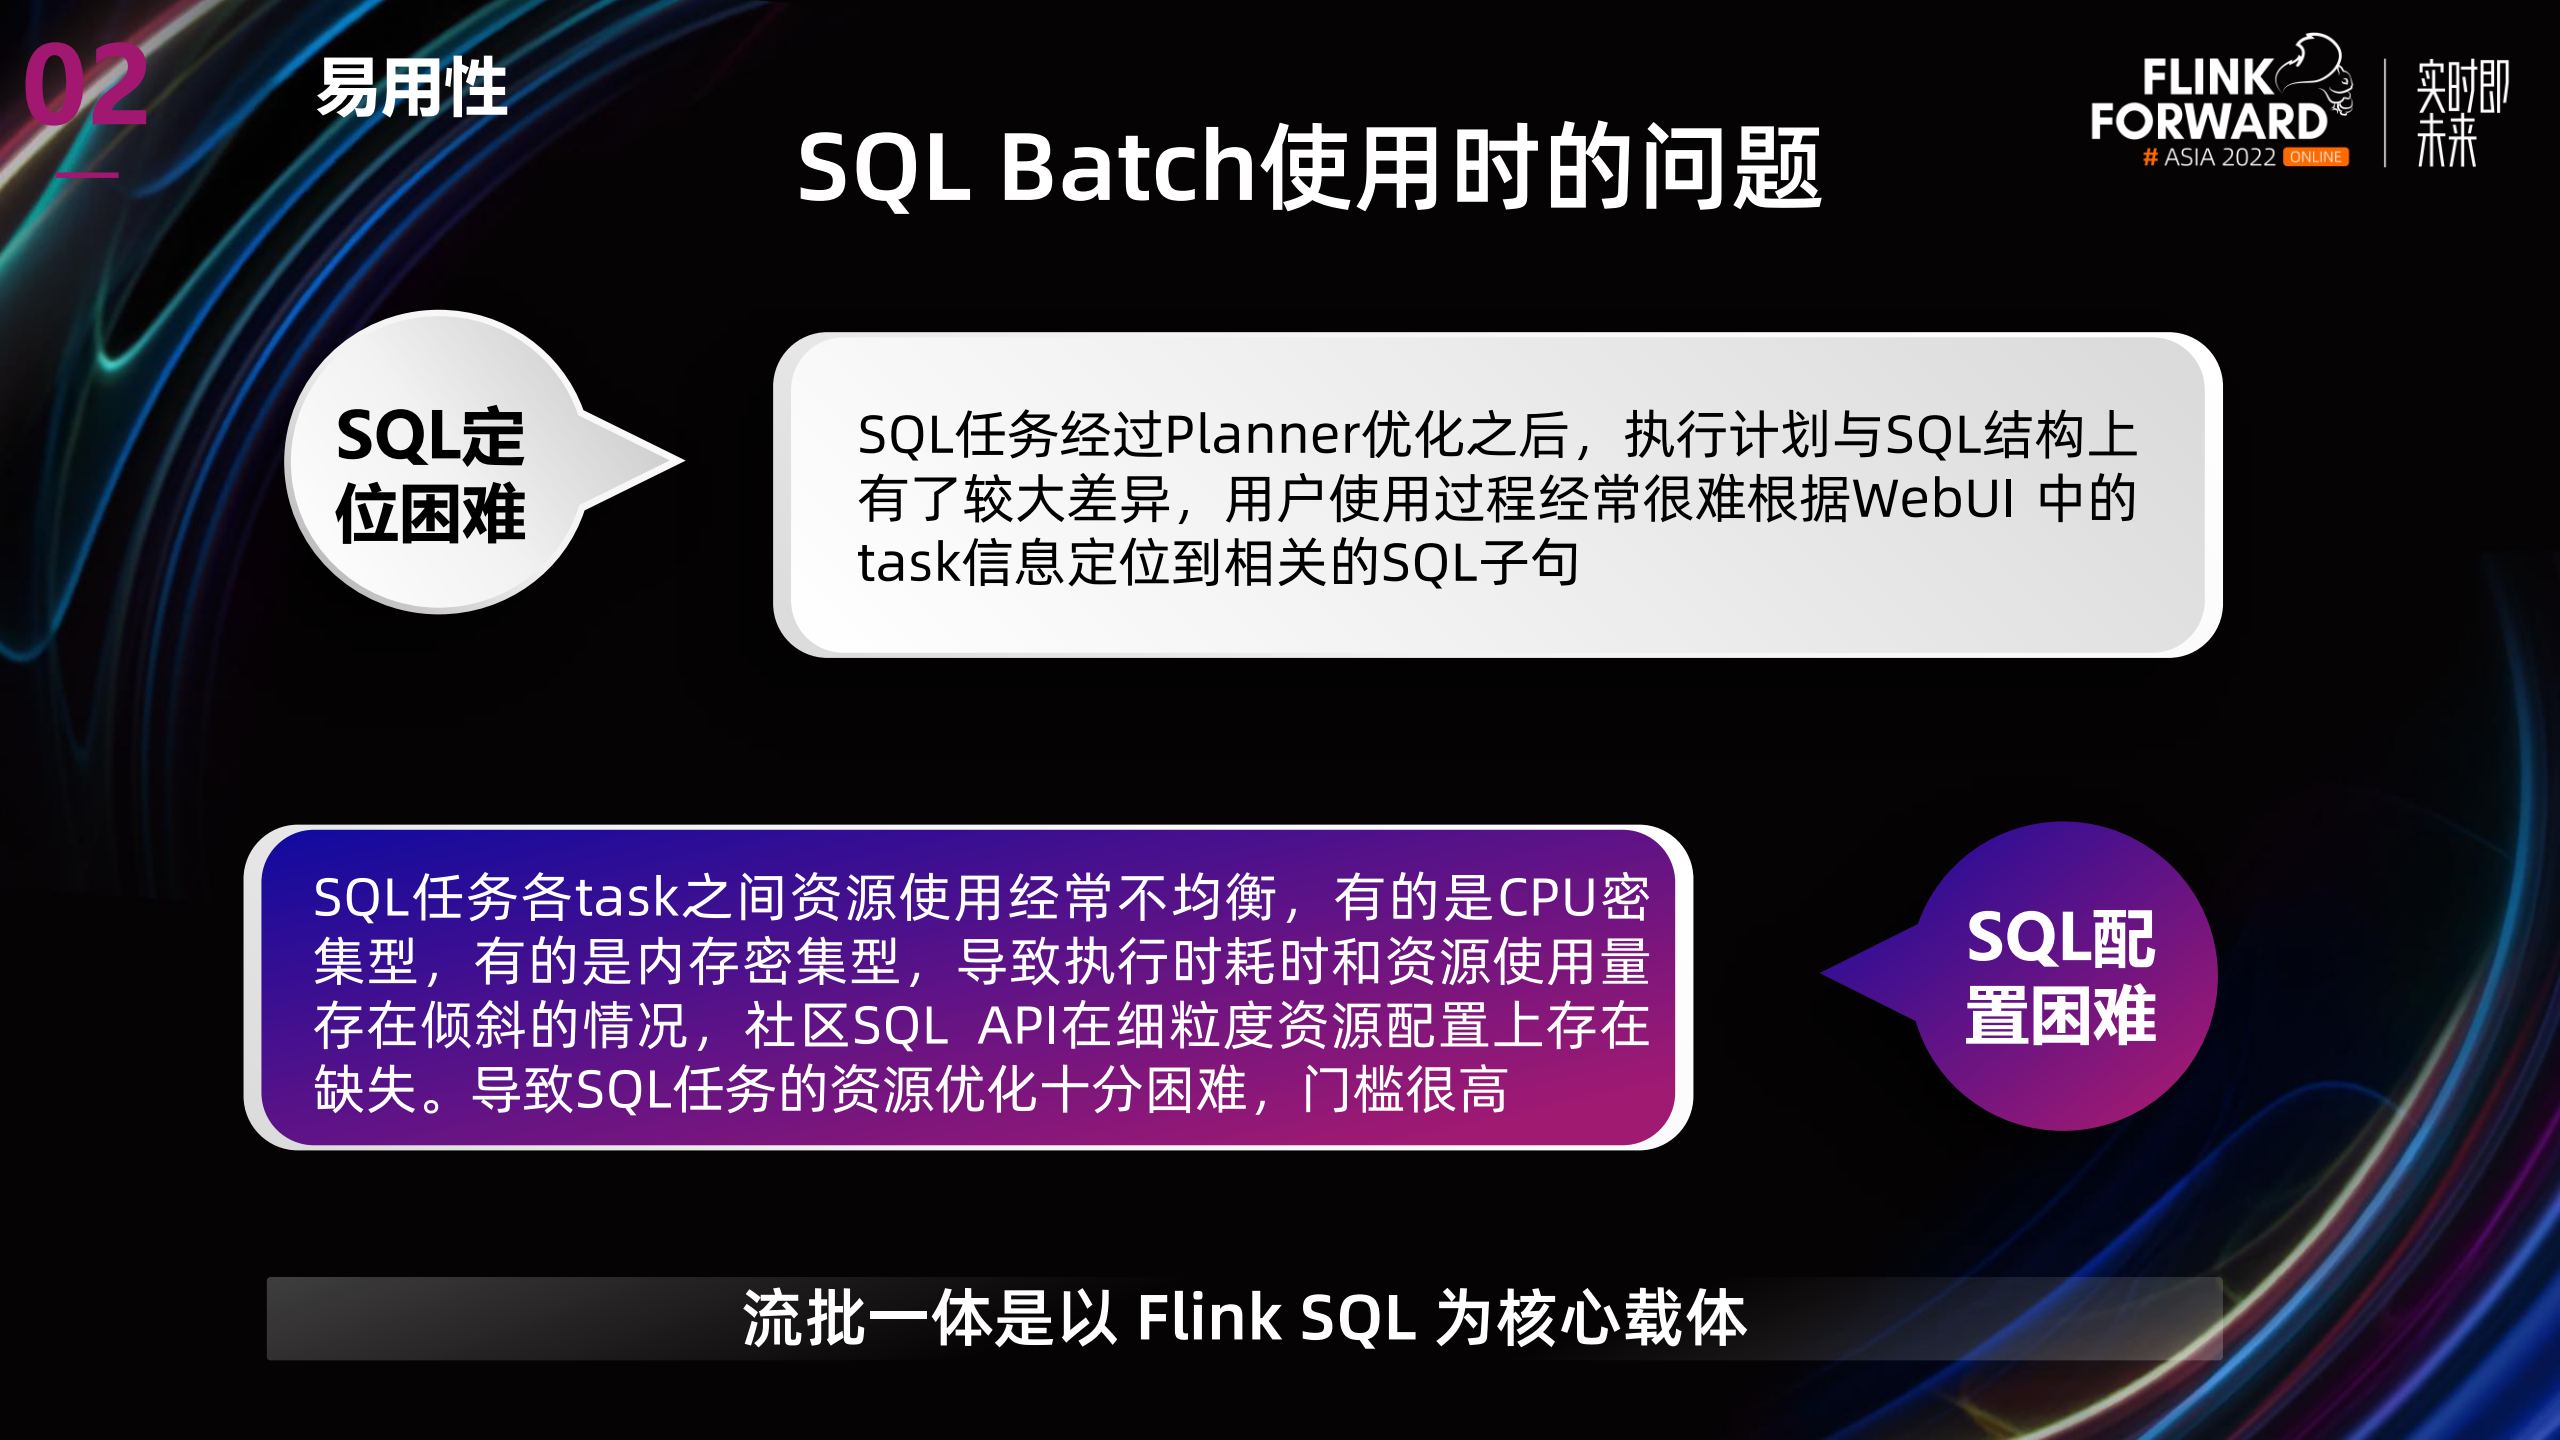 02
易用性
FLINK
FORWARD
# ASIA 2022 ONLINE
实时即
未来
SQL Batch使用时的问题
SQL定
位困难
SQL任务经过Planner优化之后，执行计划与SQL结构上
有了较大差异，用户使用过程经常很难根据WebUI 中的
task信息定位到相关的SQL子句
SQL任务各task之间资源使用经常不均衡，有的是CPU密
集型，有的是内存密集型，导致执行时耗时和资源使用量
存在倾斜的情况，社区SQL API在细粒度资源配置上存在
缺失。导致SQL任务的资源优化十分困难，门槛很高
SQL配
置困难
流批一体是以 Flink SQL 为核心载体